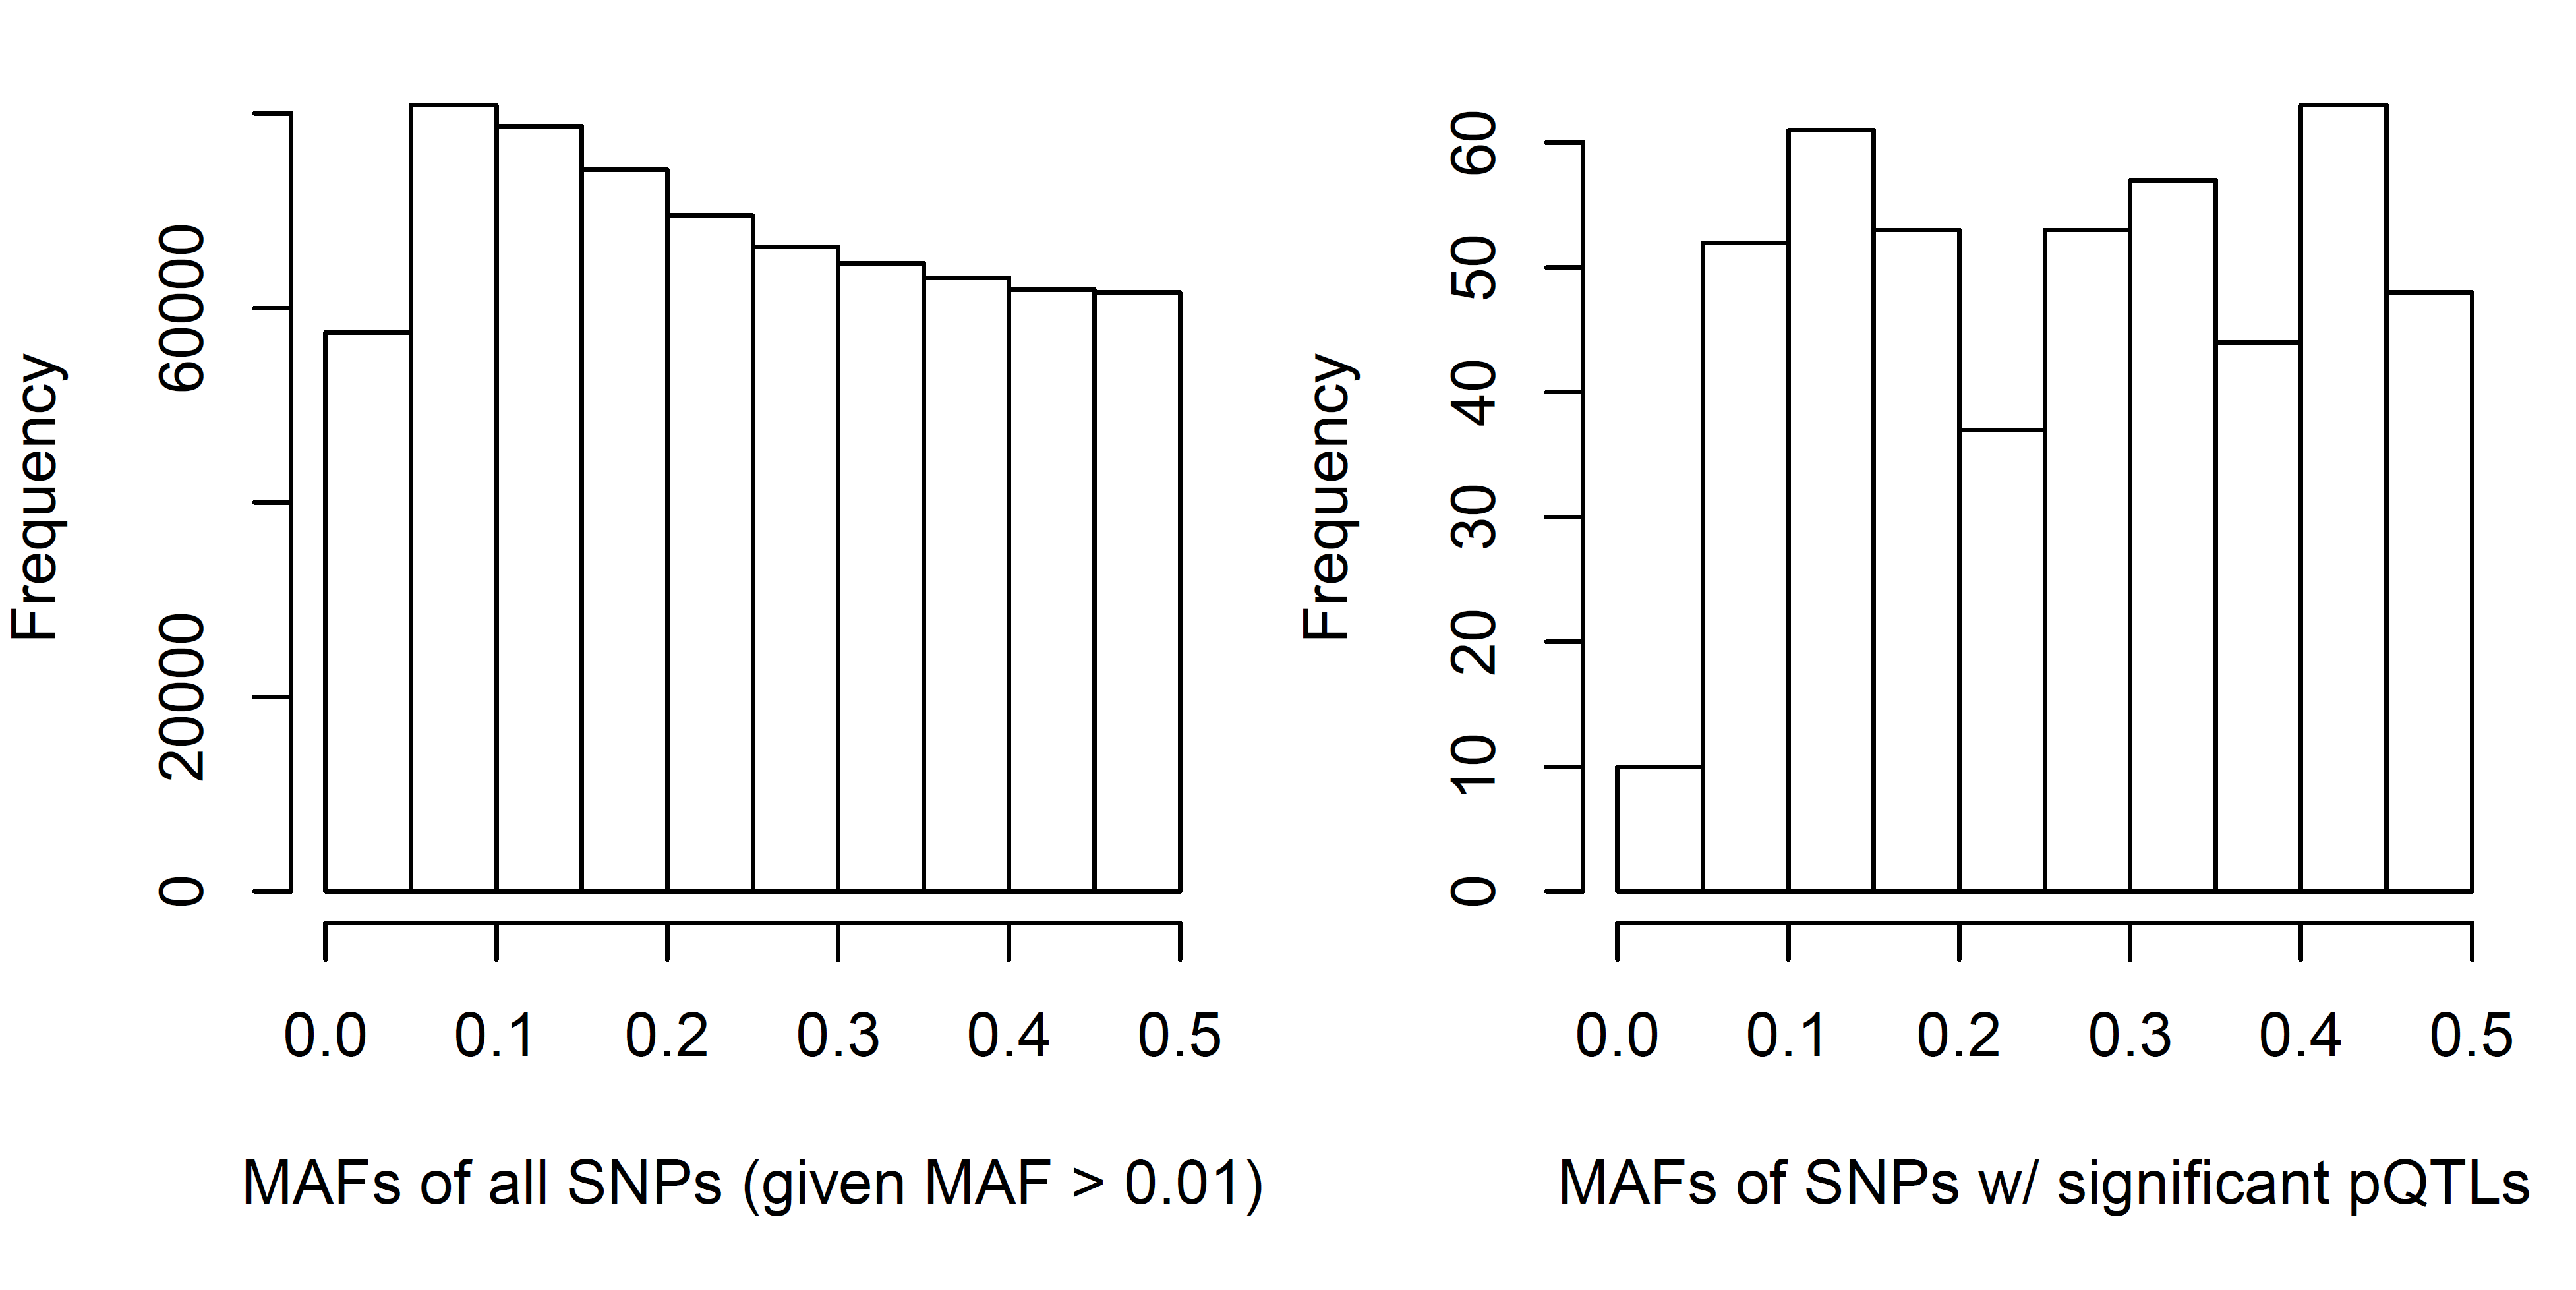 Frequency
0 20000 60000
0.0 0.1 0.2 0.3 0.4 0.5
MAFs of all SNPs (given MAF > 0.01)
Frequency
0 10 20 30 40 50 60
0.0 0.1 0.2 0.3 0.4 0.5
MAFs of SNPs w/ significant pQTLs